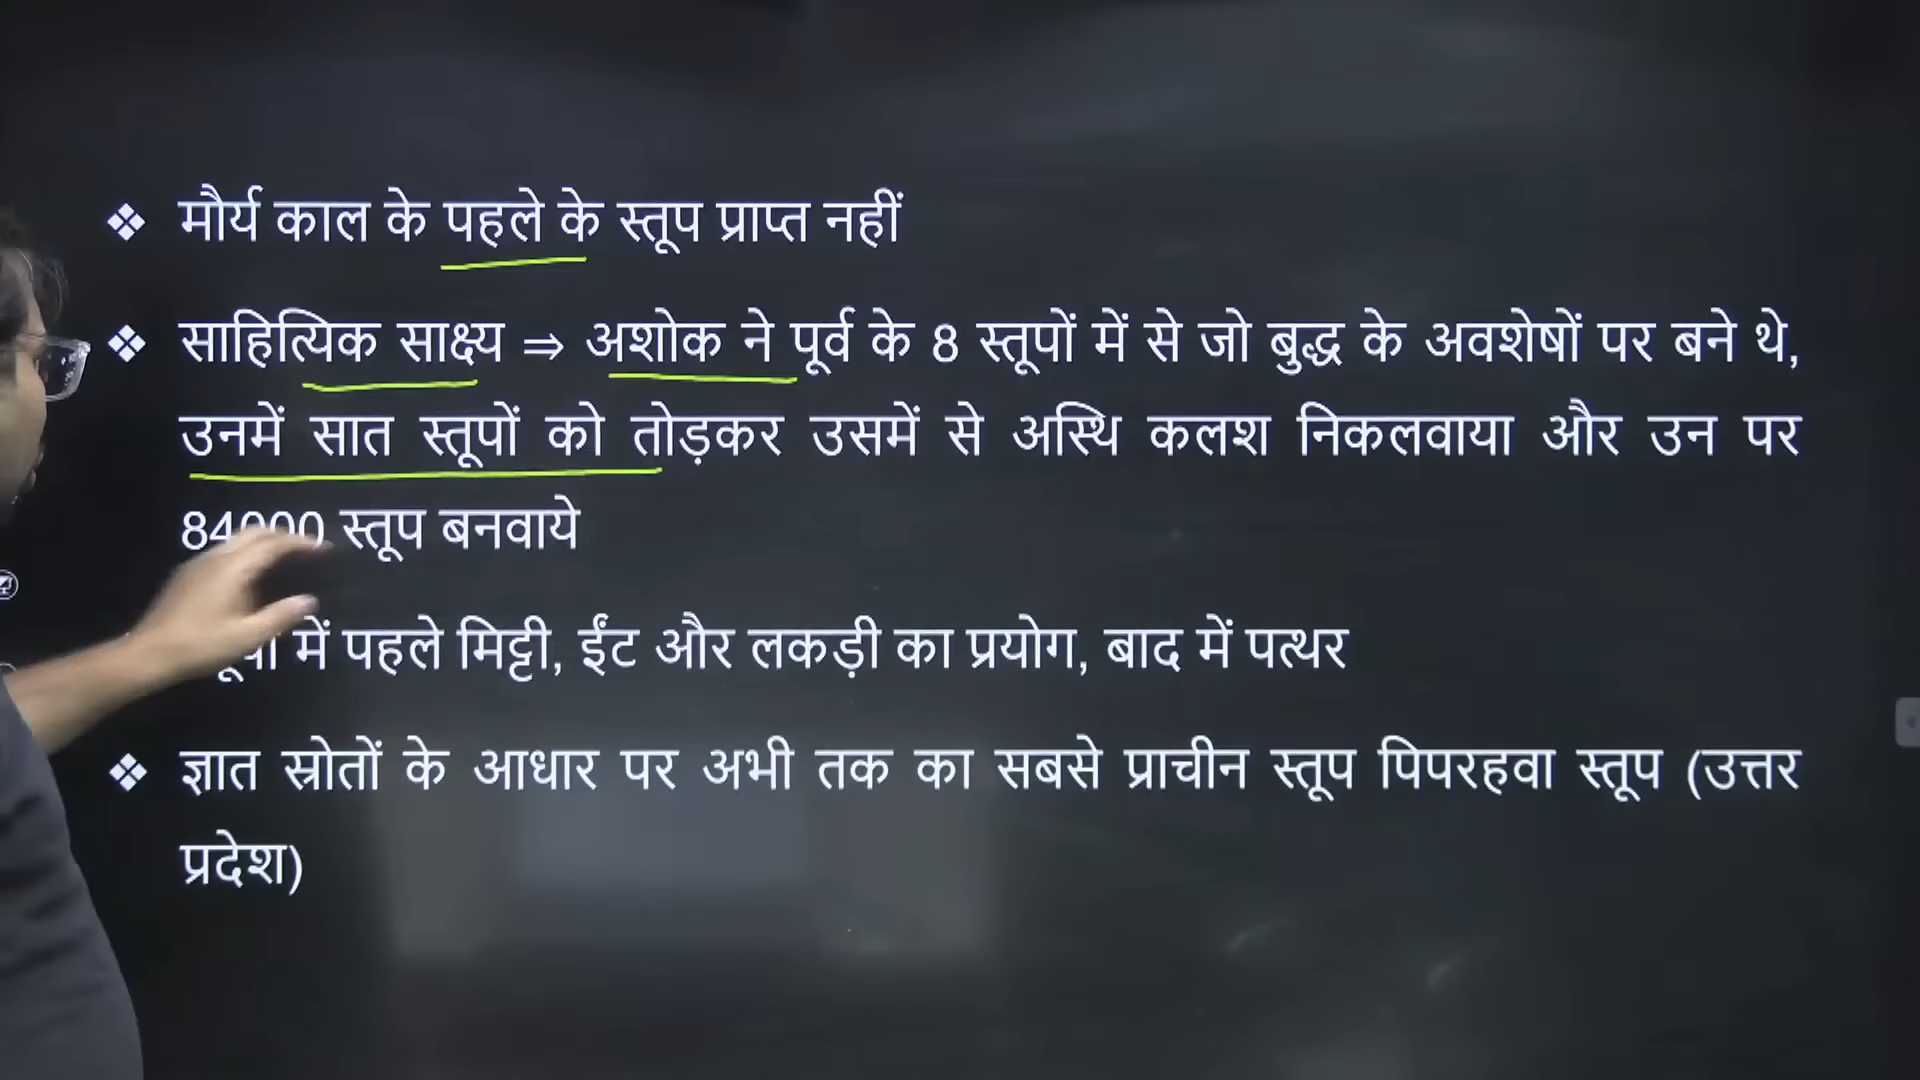 ❖ मौर्य काल के पहले के स्तूप प्राप्त नहीं
❖ साहित्यिक साक्ष्य ⇒ अशोक ने पूर्व के 8 स्तूपों में से जो बुद्ध के अवशेषों पर बने थे,
उनमें सात स्तूपों को तोड़कर उसमें से अस्थि कलश निकलवाया और उन पर
84000 स्तूप बनवाये
में पहले मिट्टी, ईंट और लकड़ी का प्रयोग, बाद में पत्थर
❖ ज्ञात स्रोतों के आधार पर अभी तक का सबसे प्राचीन स्तूप पिपरहवा स्तूप (उत्तर
प्रदेश)